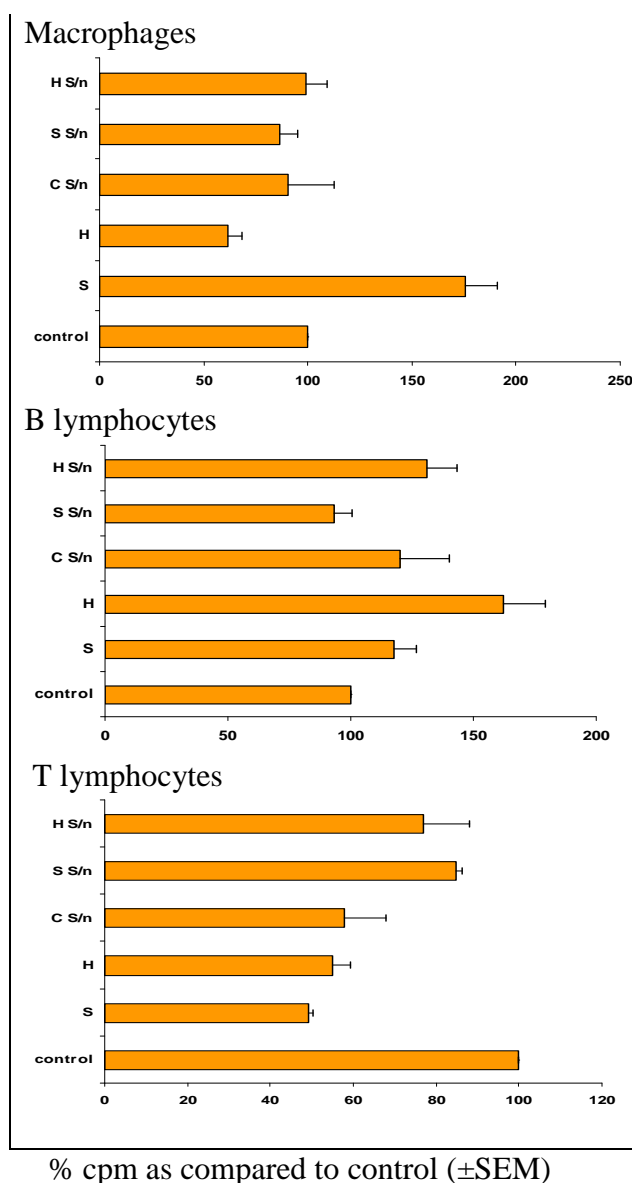 Macrophages
H S/n
S S/n
C S/n
H
S
control
0 50 100 150 200 250
B lymphocytes
H S/n
S S/n
C S/n
H
S
control
0 50 100 150 200
T lymphocytes
H S/n
S S/n
C S/n
H
S
control
0 20 40 60 80 100 120
% cpm as compared to control (±SEM)